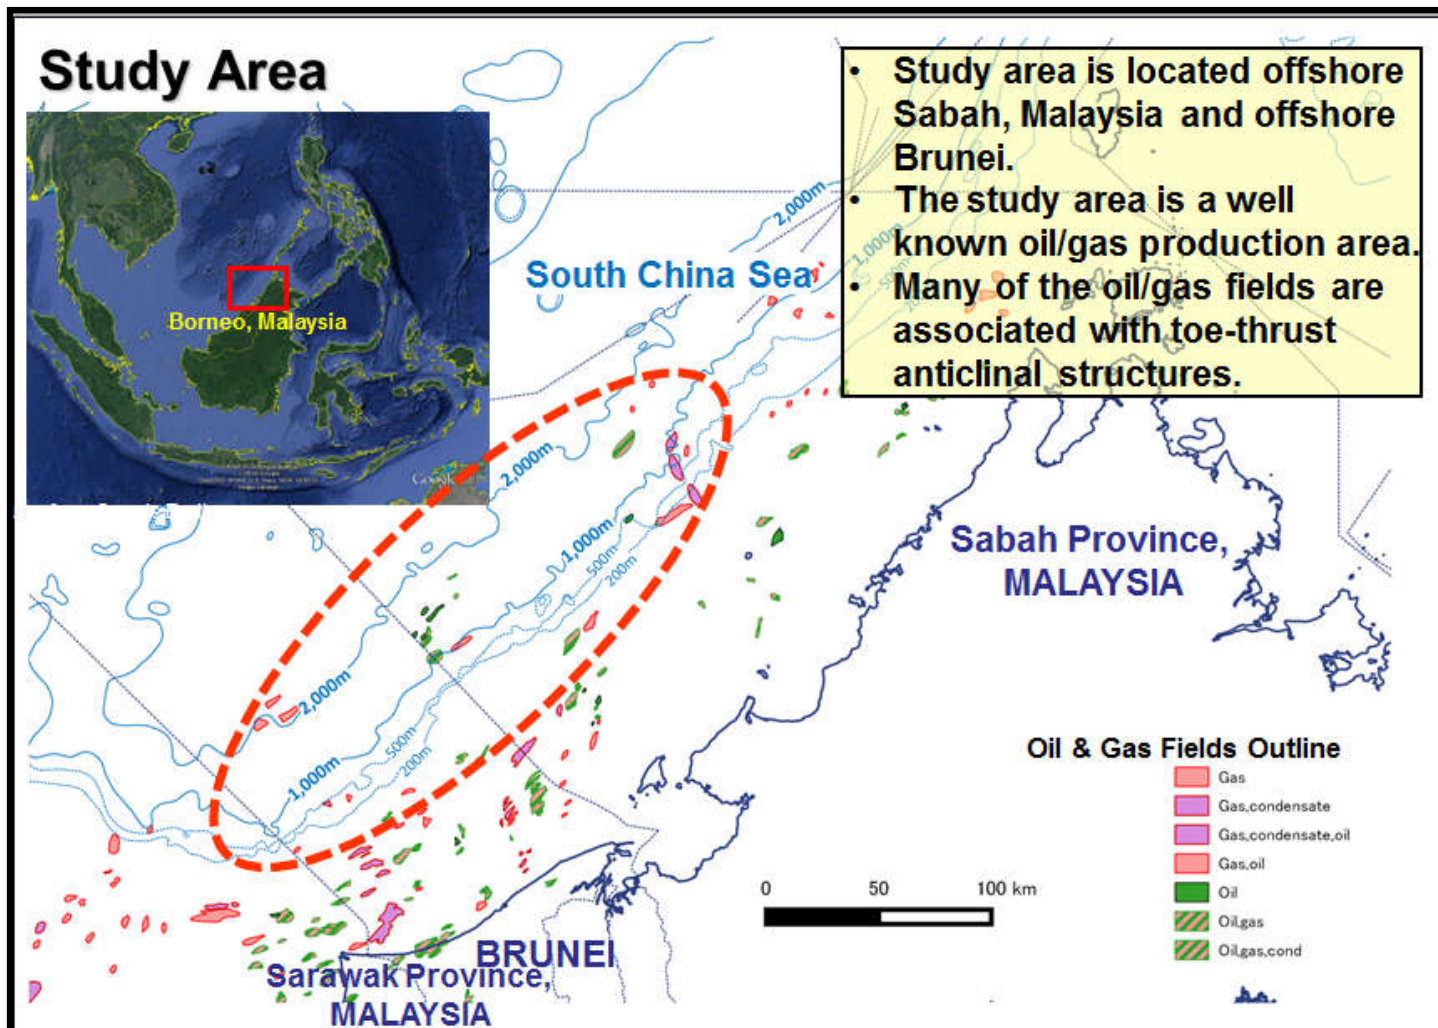 Study Area
• Study area is located offshore
Sabah, Malaysia and offshore
Brunei.
• The study area is a well
known oil/gas production area.
• Many of the oil/gas fields are
associated with toe-thrust
anticlinal structures.
Borneo, Malaysia
South China Sea
2,000m
1,000m
500m
2,000m
1,000m
500m
200m
2,000m
1,000m
500m
200m
Sabah Province,
MALAYSIA
BRUNEI
Sarawak Province,
MALAYSIA
Oil & Gas Fields Outline
Gas
Gas,condensate
Gas,condensate,oil
Gas,oil
Oil
Oil,gas
Oil,gas,cond
0 50 100 km